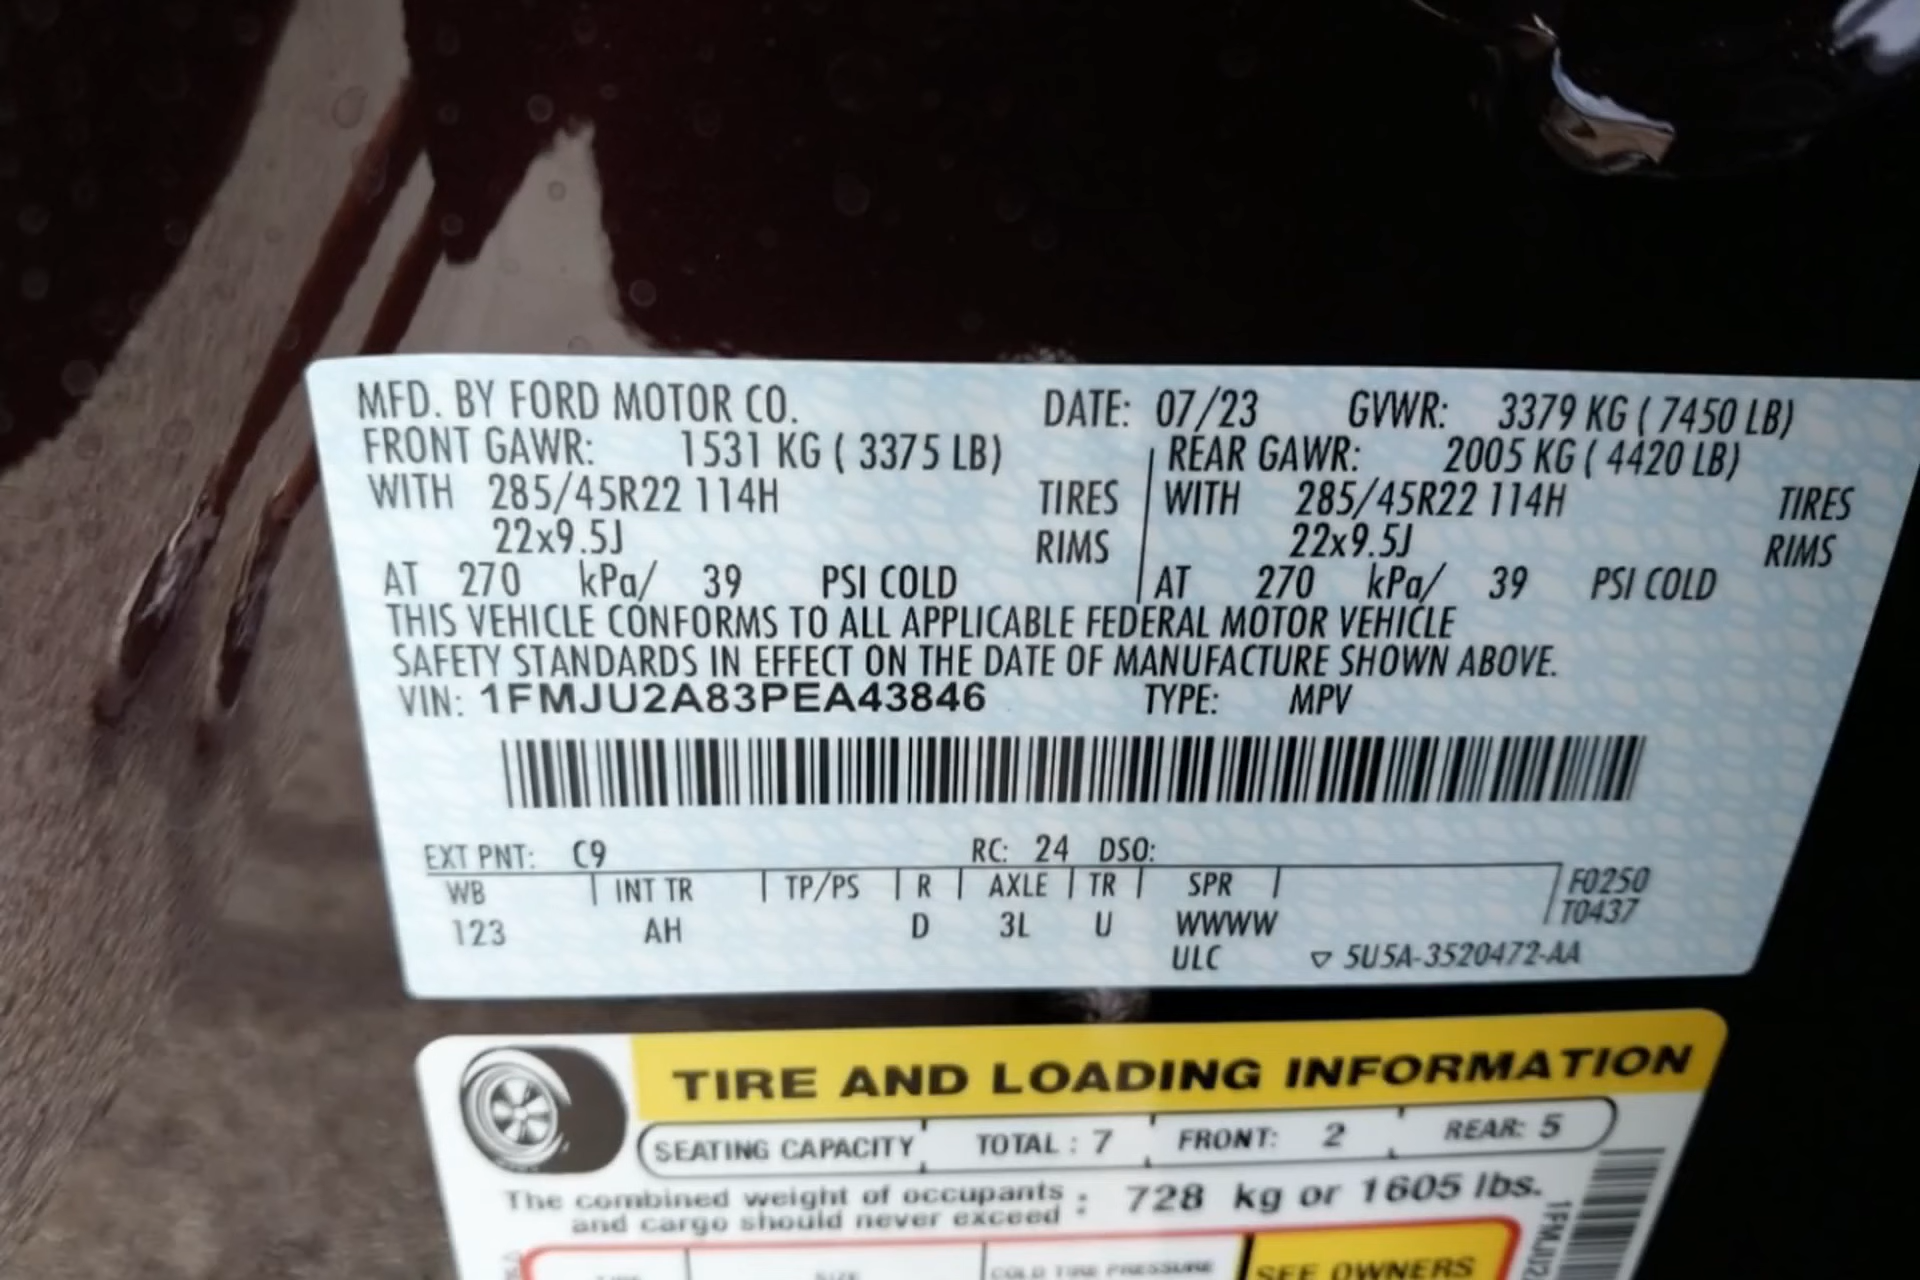 MFD. BY FORD MOTOR CO. DATE: 07/23 GVWR: 3379 KG ( 7450 LB)
FRONT GAWR: 1531 KG ( 3375 LB) REAR GAWR: 2005 KG ( 4420 LB)
WITH 285/45R22 114H TIRES WITH 285/45R22 114H TIRES
22x9.5J RIMS 22x9.5J RIMS
AT 270 kPa/ 39 PSI COLD AT 270 kPa/ 39 PSI COLD
THIS VEHICLE CONFORMS TO ALL APPLICABLE FEDERAL MOTOR VEHICLE
SAFETY STANDARDS IN EFFECT ON THE DATE OF MANUFACTURE SHOWN ABOVE.
VIN: 1FMJU2A83PEA43846 TYPE: MPV
EXT PNT: C9 RC: 24 DSO:
WB INT TR TP/PS R AXLE TR SPR F0250
T0437
123 AH D 3L U WWWW
ULC ▽ 5U5A-3520472-AA
TIRE AND LOADING INFORMATION
SEATING CAPACITY TOTAL : 7 FRONT: 2 REAR: 5
The combined weight of occupants : 728 kg or 1605 lbs.
and cargo should never exceed
SIZE COLD TIRE PRESSURE SEE OWNERS
1FMJU2